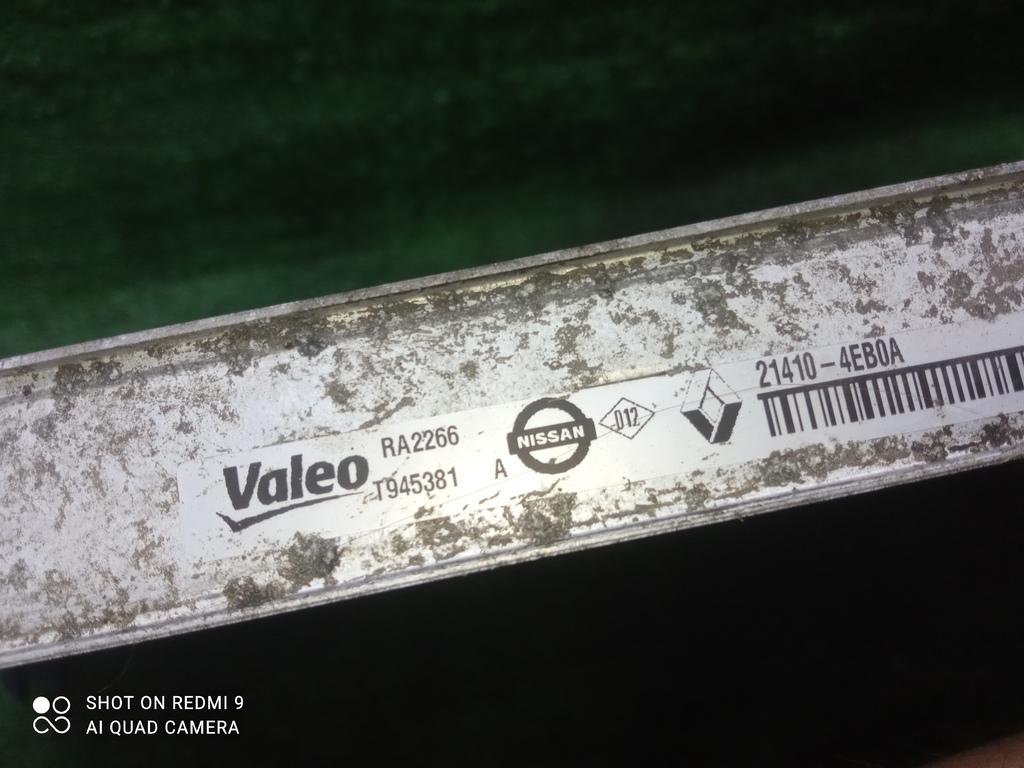 Valeo
RA2266
T945381 A
NISSAN
D12
21410-4EB0A
SHOT ON REDMI 9
AI QUAD CAMERA